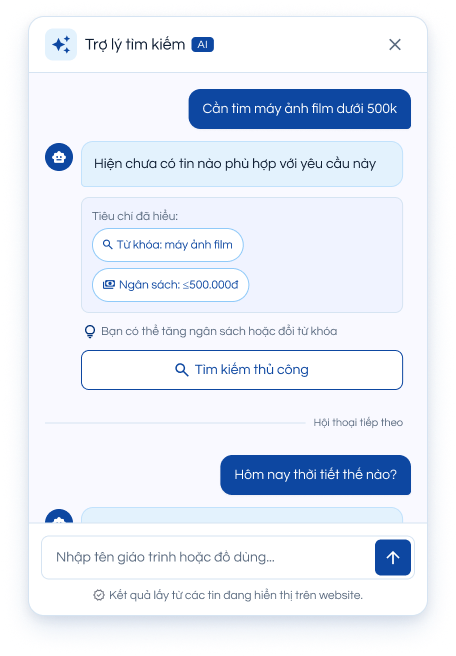 Trợ lý tìm kiếm AI
Cần tìm máy ảnh film dưới 500k
Hiện chưa có tin nào phù hợp với yêu cầu này
Tiêu chí đã hiểu:
Từ khóa: máy ảnh film
Ngân sách: ≤500.000đ
Bạn có thể tăng ngân sách hoặc đổi từ khóa
Tìm kiếm thủ công
Hội thoại tiếp theo
Hôm nay thời tiết thế nào?
Nhập tên giáo trình hoặc đồ dùng...
Kết quả lấy từ các tin đang hiển thị trên website.